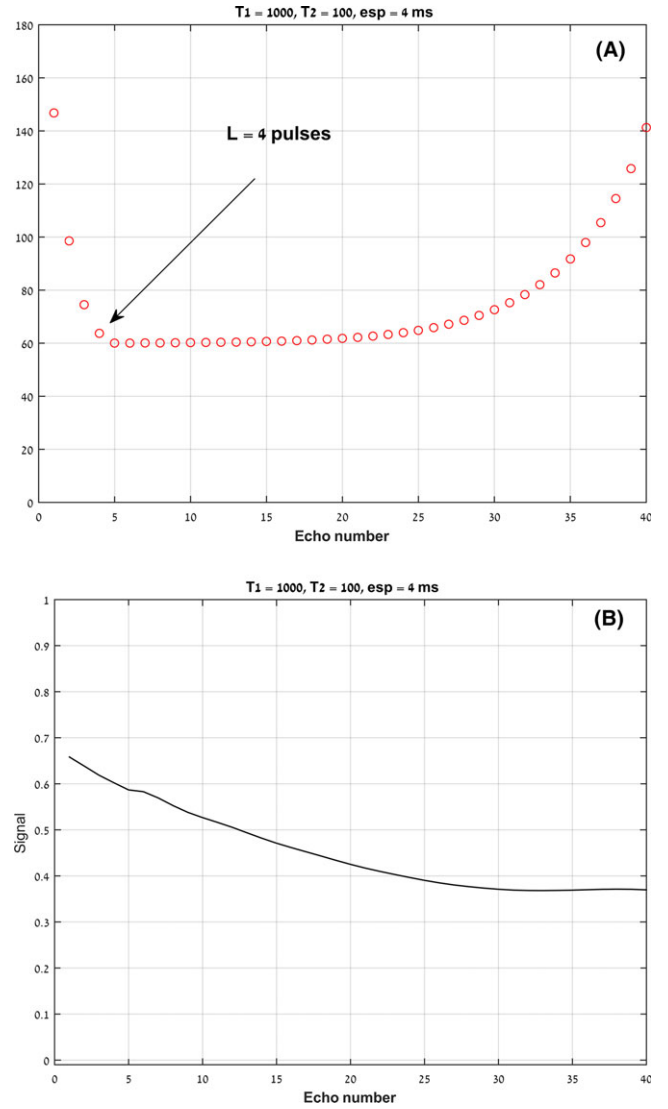 T1 = 1000, T2 = 100, esp = 4 ms
180
(A)
160
140
L = 4 pulses
120
100
80
60
40
20
0
0 5 10 15 20 25 30 35 40
Echo number
T1 = 1000, T2 = 100, esp = 4 ms
1
(B)
0.9
0.8
0.7
0.6
Signal
0.5
0.4
0.3
0.2
0.1
0
0 5 10 15 20 25 30 35 40
Echo number